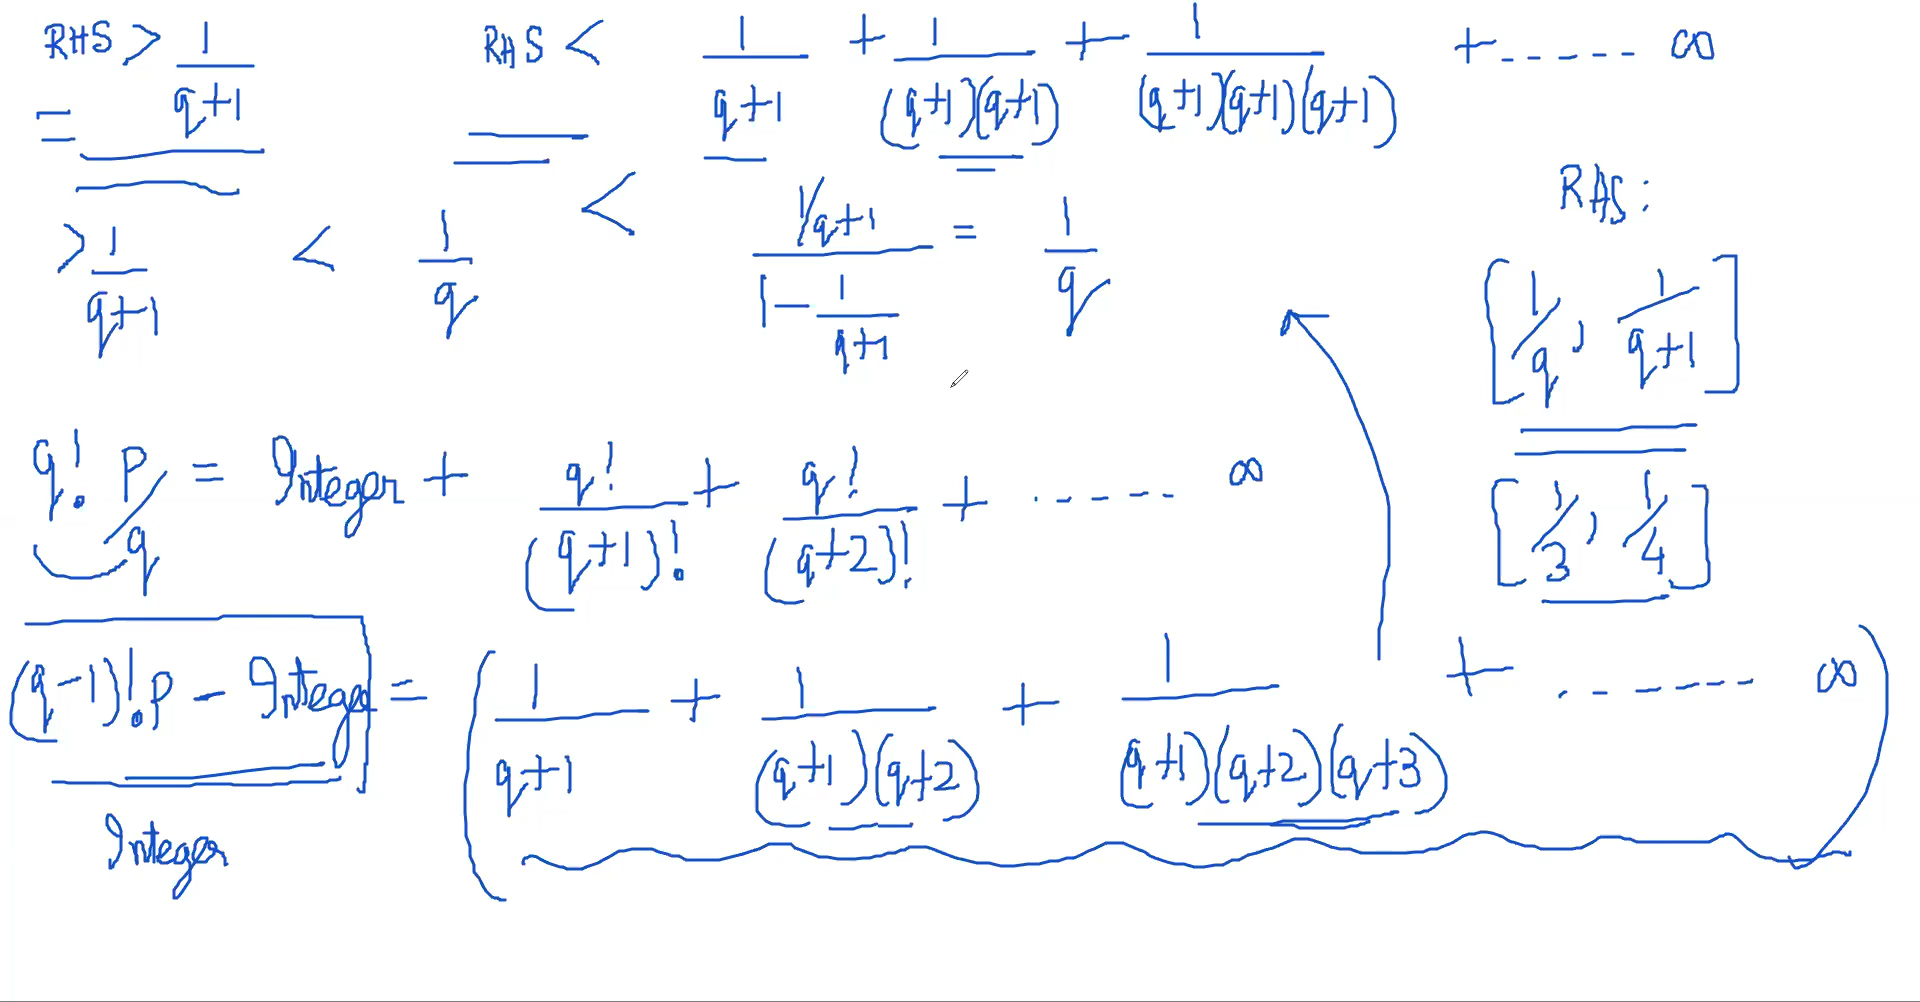 RHS > 1/(q+1)
RHS < 1/(q+1) + 1/((q+1)(q+1)) + 1/((q+1)(q+1)(q+1)) + ------ ∞
=
< (1/q+1)/(1 - 1/(q+1)) = 1/q
RHS:
> 1/(q+1) < 1/q
[1/q, 1/(q+1)]
q! p/q = Integer + q!/(q+1)! + q!/(q+2)! + ------ ∞
[1/3, 1/4]
(q-1)! p - Integer = (1/(q+1) + 1/((q+1)(q+2)) + 1/((q+1)(q+2)(q+3)) + ------- ∞)
Integer